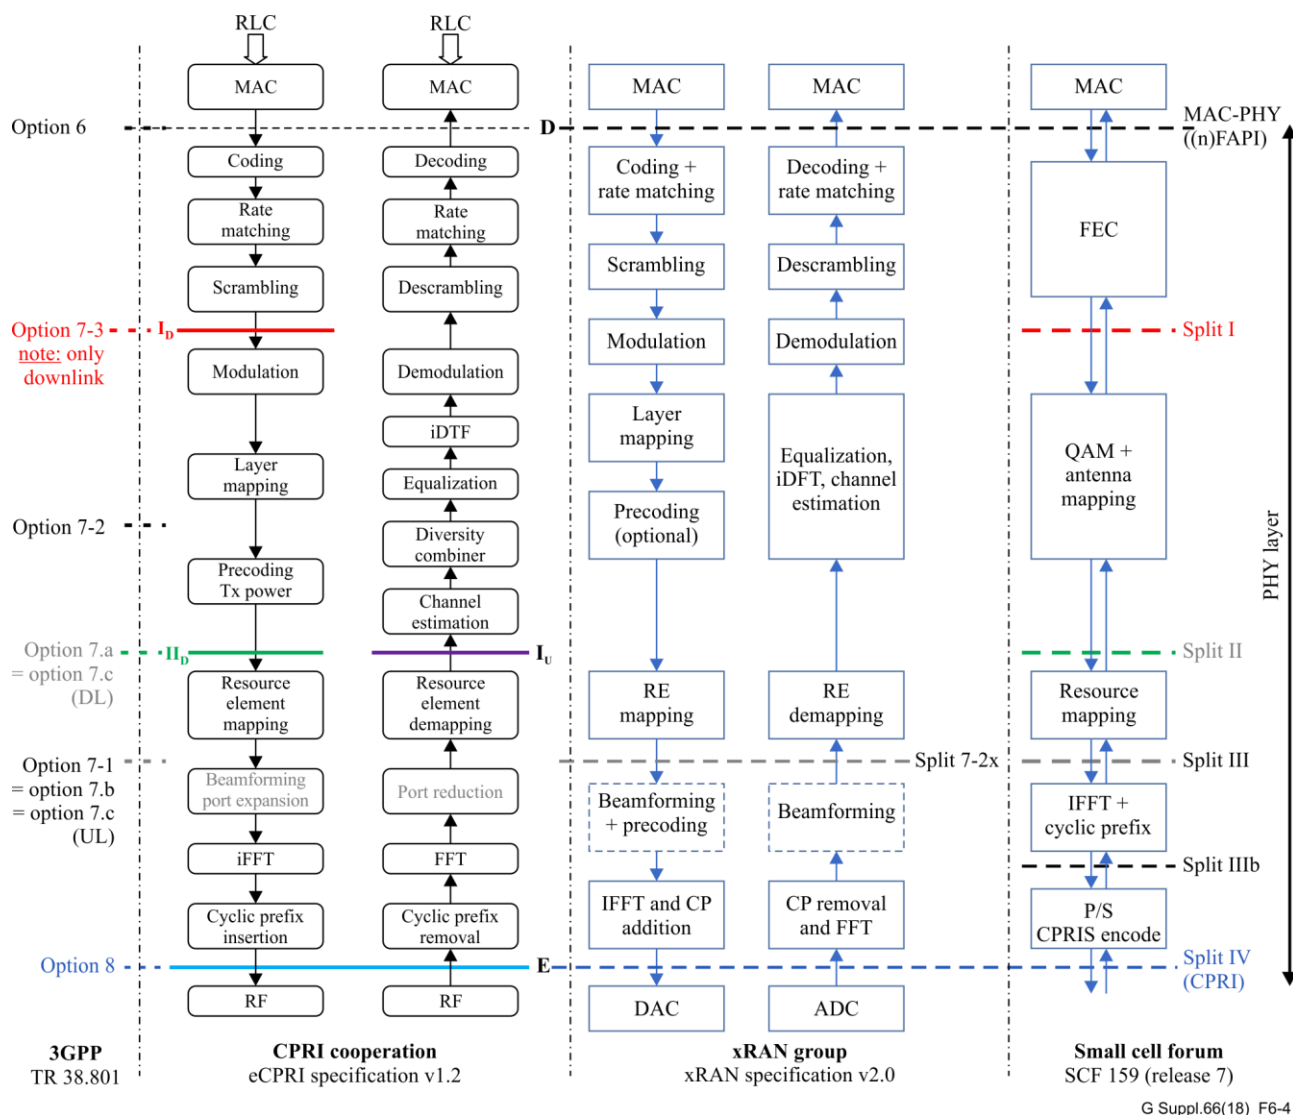 RLC
RLC
MAC
MAC
MAC
MAC
MAC
Option 6
D
MAC-PHY
((n)FAPI)
Coding
Decoding
Coding +
rate matching
Decoding +
rate matching
FEC
Rate
matching
Rate
matching
Scrambling
Descrambling
Scrambling
Descrambling
Option 7-3
note: only
downlink
I_D
Split I
Modulation
Demodulation
Modulation
Demodulation
iDTF
Layer
mapping
Equalization,
iDFT, channel
estimation
QAM +
antenna
mapping
Layer
mapping
Equalization
Option 7-2
Diversity
combiner
Precoding
(optional)
Precoding
Tx power
Channel
estimation
PHY layer
Option 7.a
= option 7.c
(DL)
II_D
I_U
Split II
Resource
element
mapping
Resource
element
demapping
RE
mapping
RE
demapping
Resource
mapping
Option 7-1
= option 7.b
= option 7.c
(UL)
Split 7-2x
Split III
Beamforming
port expansion
Port reduction
Beamforming
+ precoding
Beamforming
IFFT +
cyclic prefix
iFFT
FFT
Split IIIb
Cyclic prefix
insertion
Cyclic prefix
removal
IFFT and CP
addition
CP removal
and FFT
P/S
CPRIS encode
Option 8
E
Split IV
(CPRI)
RF
RF
DAC
ADC
3GPP
TR 38.801
CPRI cooperation
eCPRI specification v1.2
xRAN group
xRAN specification v2.0
Small cell forum
SCF 159 (release 7)
G Suppl.66(18)_F6-4